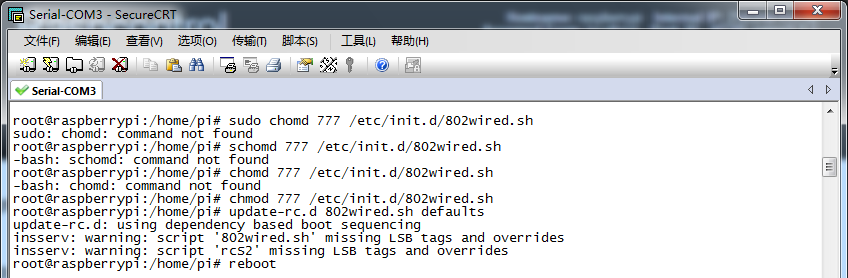 Serial-COM3 - SecureCRT
文件(F) 编辑(E) 查看(V) 选项(O) 传输(T) 脚本(S) 工具(L) 帮助(H)
Serial-COM3
root@raspberrypi:/home/pi# sudo chomd 777 /etc/init.d/802wired.sh
sudo: chomd: command not found
root@raspberrypi:/home/pi# schomd 777 /etc/init.d/802wired.sh
-bash: schomd: command not found
root@raspberrypi:/home/pi# chomd 777 /etc/init.d/802wired.sh
-bash: chomd: command not found
root@raspberrypi:/home/pi# chmod 777 /etc/init.d/802wired.sh
root@raspberrypi:/home/pi# update-rc.d 802wired.sh defaults
update-rc.d: using dependency based boot sequencing
insserv: warning: script '802wired.sh' missing LSB tags and overrides
insserv: warning: script 'rcS2' missing LSB tags and overrides
root@raspberrypi:/home/pi# reboot